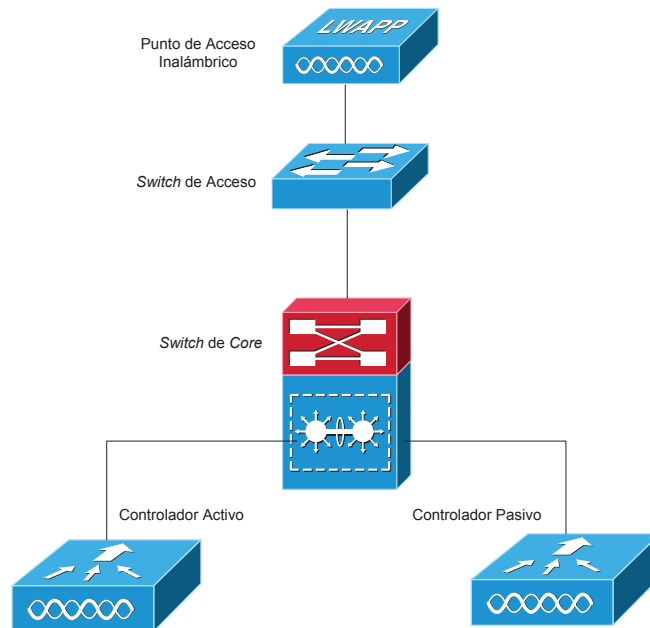 LWAPP
Punto de Acceso
Inalámbrico
Switch de Acceso
Switch de Core
Controlador Activo
Controlador Pasivo